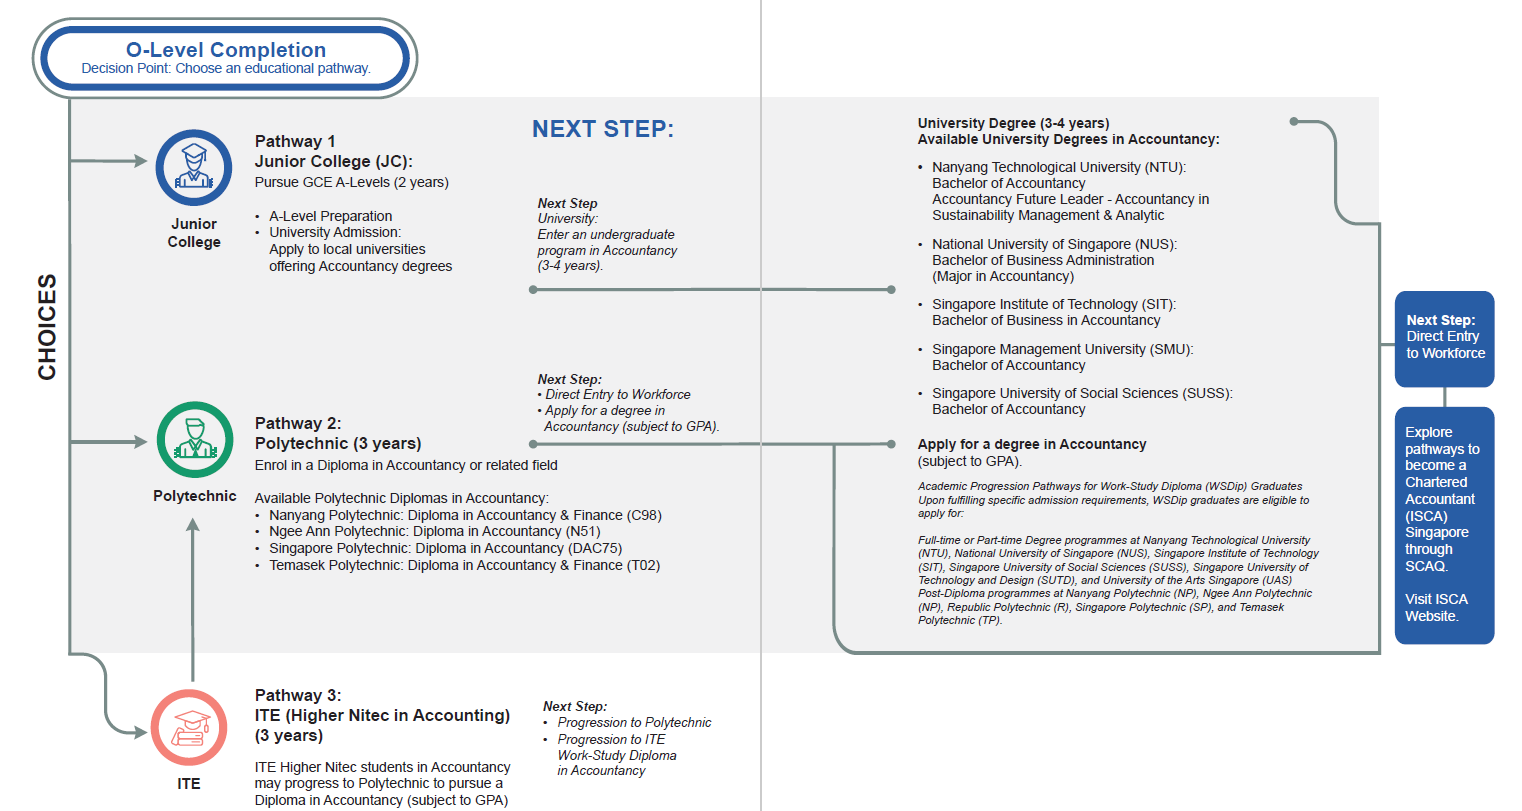 O-Level Completion
Decision Point: Choose an educational pathway.
CHOICES
Junior
College
Pathway 1
Junior College (JC):
Pursue GCE A-Levels (2 years)
• A-Level Preparation
• University Admission:
Apply to local universities
offering Accountancy degrees
NEXT STEP:
Next Step
University:
Enter an undergraduate
program in Accountancy
(3-4 years).
University Degree (3-4 years)
Available University Degrees in Accountancy:
• Nanyang Technological University (NTU):
Bachelor of Accountancy
Accountancy Future Leader - Accountancy in
Sustainability Management & Analytic
• National University of Singapore (NUS):
Bachelor of Business Administration
(Major in Accountancy)
• Singapore Institute of Technology (SIT):
Bachelor of Business in Accountancy
• Singapore Management University (SMU):
Bachelor of Accountancy
• Singapore University of Social Sciences (SUSS):
Bachelor of Accountancy
Polytechnic
Pathway 2:
Polytechnic (3 years)
Enrol in a Diploma in Accountancy or related field
Available Polytechnic Diplomas in Accountancy:
• Nanyang Polytechnic: Diploma in Accountancy & Finance (C98)
• Ngee Ann Polytechnic: Diploma in Accountancy (N51)
• Singapore Polytechnic: Diploma in Accountancy (DAC75)
• Temasek Polytechnic: Diploma in Accountancy & Finance (T02)
Next Step:
• Direct Entry to Workforce
• Apply for a degree in
Accountancy (subject to GPA).
Apply for a degree in Accountancy
(subject to GPA).
Academic Progression Pathways for Work-Study Diploma (WSDip) Graduates
Upon fulfilling specific admission requirements, WSDip graduates are eligible to
apply for:
Full-time or Part-time Degree programmes at Nanyang Technological University
(NTU), National University of Singapore (NUS), Singapore Institute of Technology
(SIT), Singapore University of Social Sciences (SUSS), Singapore University of
Technology and Design (SUTD), and University of the Arts Singapore (UAS)
Post-Diploma programmes at Nanyang Polytechnic (NP), Ngee Ann Polytechnic
(NP), Republic Polytechnic (R), Singapore Polytechnic (SP), and Temasek
Polytechnic (TP).
Next Step:
Direct Entry
to Workforce
Explore
pathways to
become a
Chartered
Accountant
(ISCA)
Singapore
through
SCAQ.
Visit ISCA
Website.
ITE
Pathway 3:
ITE (Higher Nitec in Accounting)
(3 years)
ITE Higher Nitec students in Accountancy
may progress to Polytechnic to pursue a
Diploma in Accountancy (subject to GPA)
Next Step:
• Progression to Polytechnic
• Progression to ITE
Work-Study Diploma
in Accountancy